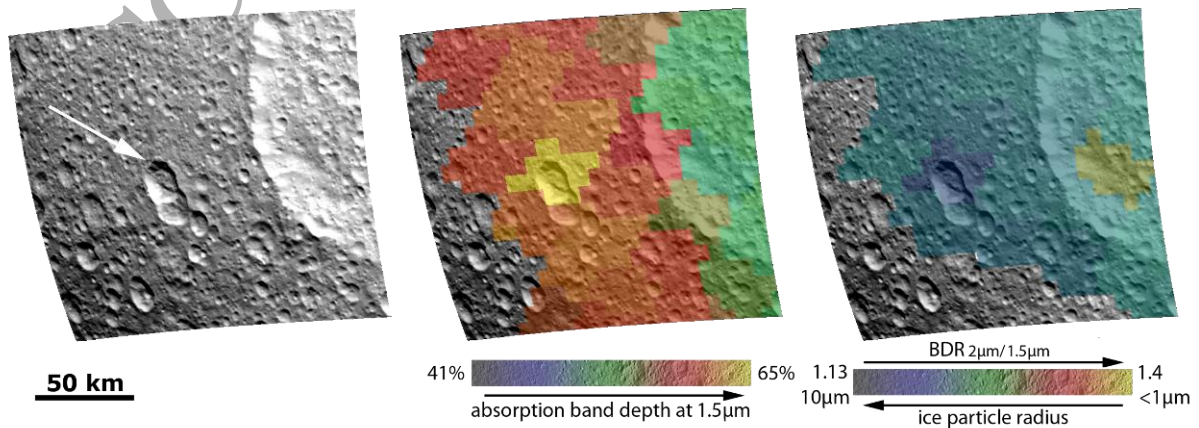 50 km
41%
65%
absorption band depth at 1.5μm
BDR 2μm/1.5μm
1.13
1.4
10μm
<1μm
ice particle radius